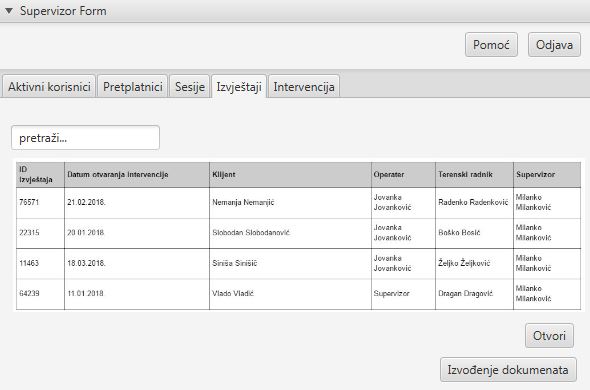 Supervizor Form
Pomoć Odjava
Aktivni korisnici Pretplatnici Sesije Izvještaji Intervencija
pretraži...
ID Izvještaja Datum otvaranja intervencije Klijent Operater Terenski radnik Supervizor
76571 21.02.2018. Nemanja Nemanjić Jovanka Jovanković Radenko Radenković Milanko Milanković
22315 20.01.2018. Slobodan Slobodanović Jovanka Jovanković Boško Bosić Milanko Milanković
11463 18.03.2018. Siniša Sinišić Jovanka Jovanković Željko Željković Milanko Milanković
64239 11.01.2018. Vlado Vladić Supervizor Dragan Dragović Milanko Milanković
Otvori
Izvođenje dokumenata